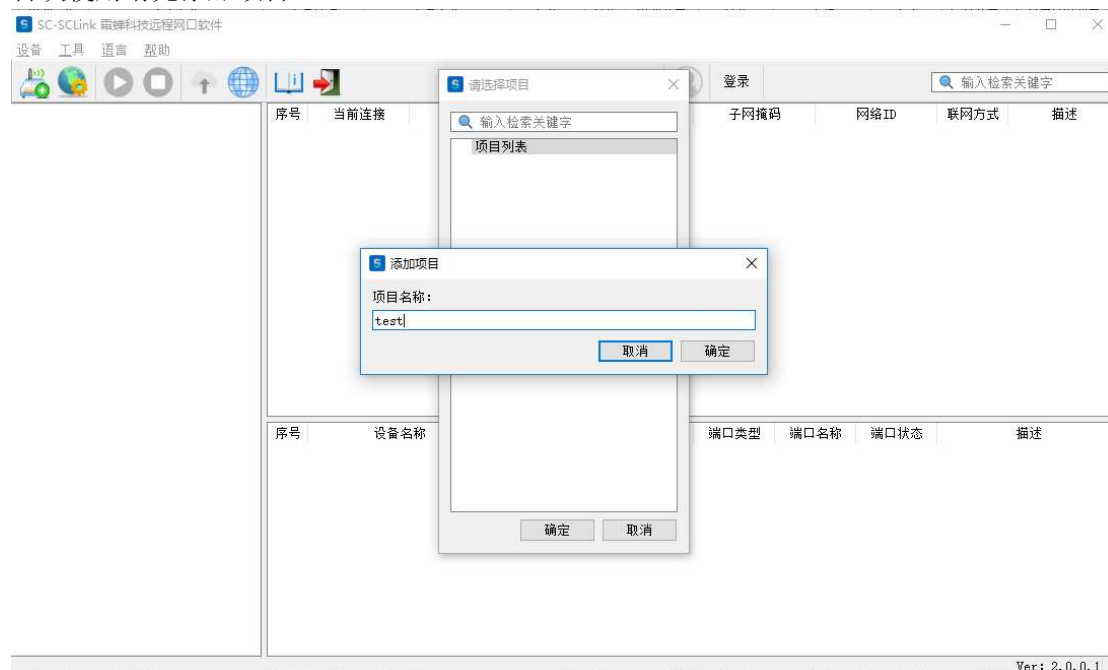 SC-SCLink 霜蝉科技远程网口软件
设备 工具 语言 帮助
请选择项目
登录
输入检索关键字
序号 当前连接 子网掩码 网络ID 联网方式 描述
输入检索关键字
项目列表
添加项目
项目名称：
test
取消 确定
序号 设备名称 端口类型 端口名称 端口状态 描述
确定 取消
Ver: 2.0.0.1